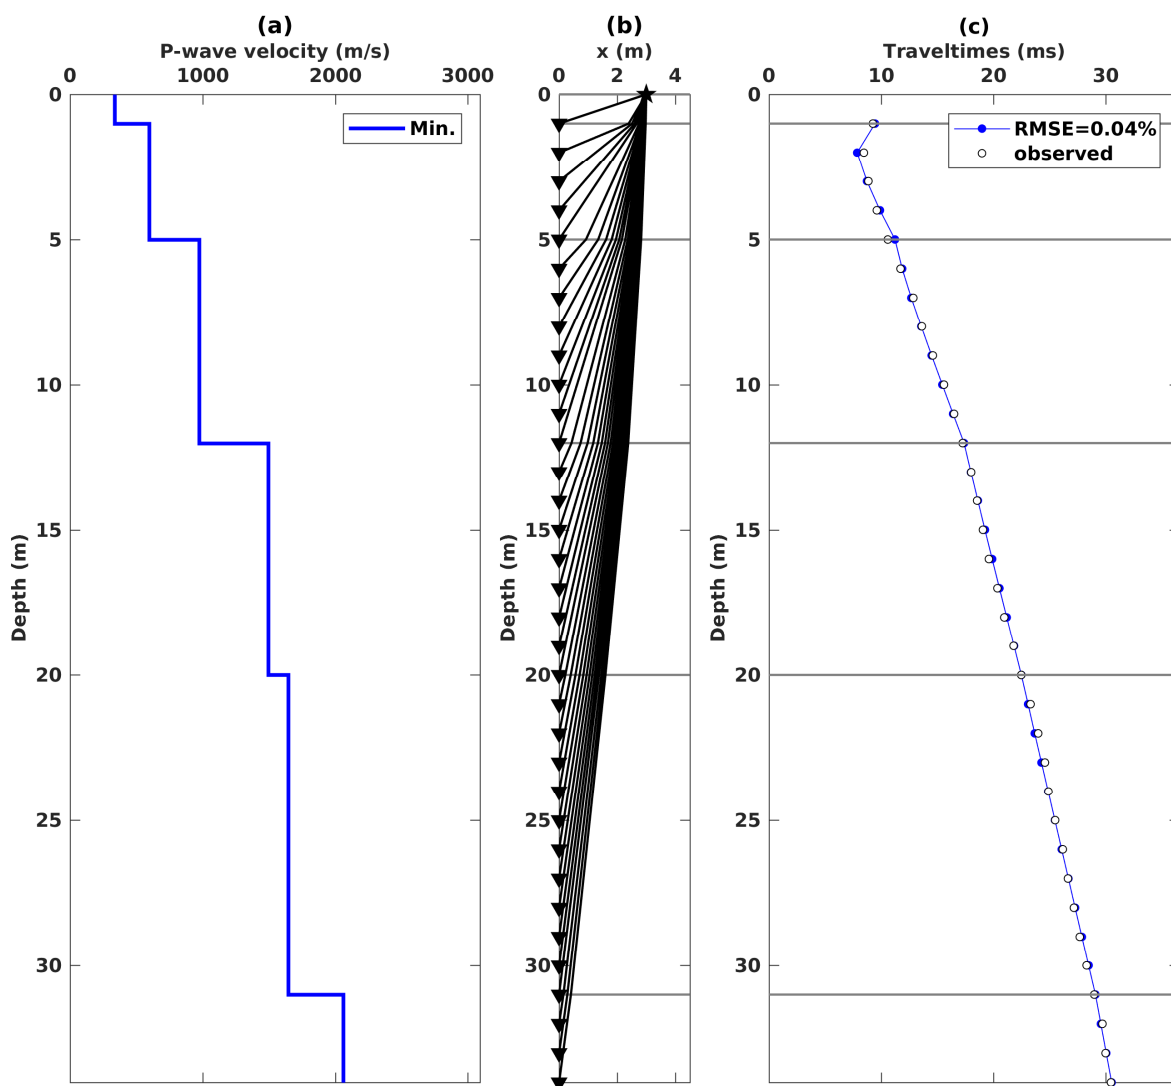 (a)
P-wave velocity (m/s)
0 1000 2000 3000
0
5
10
15
20
25
30
Depth (m)
Min.
(b)
x (m)
0 2 4
0
5
10
15
20
25
30
Depth (m)
(c)
Traveltimes (ms)
0 10 20 30
0
5
10
15
20
25
30
Depth (m)
RMSE=0.04%
observed